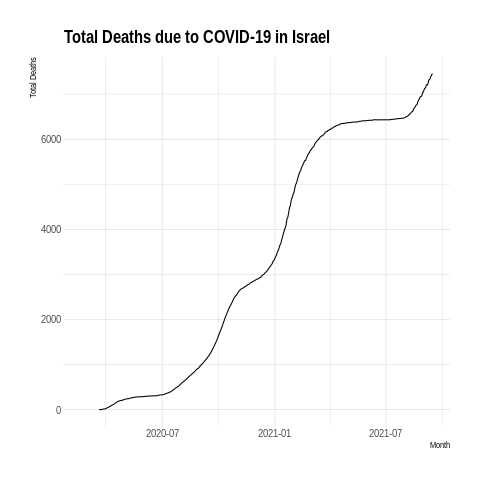 Total Deaths due to COVID-19 in Israel
Total Deaths
6000
4000
2000
0
2020-07
2021-01
2021-07
Month